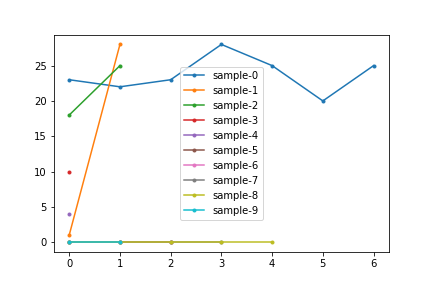 25
20
15
10
5
0
sample-0
sample-1
sample-2
sample-3
sample-4
sample-5
sample-6
sample-7
sample-8
sample-9
0 1 2 3 4 5 6